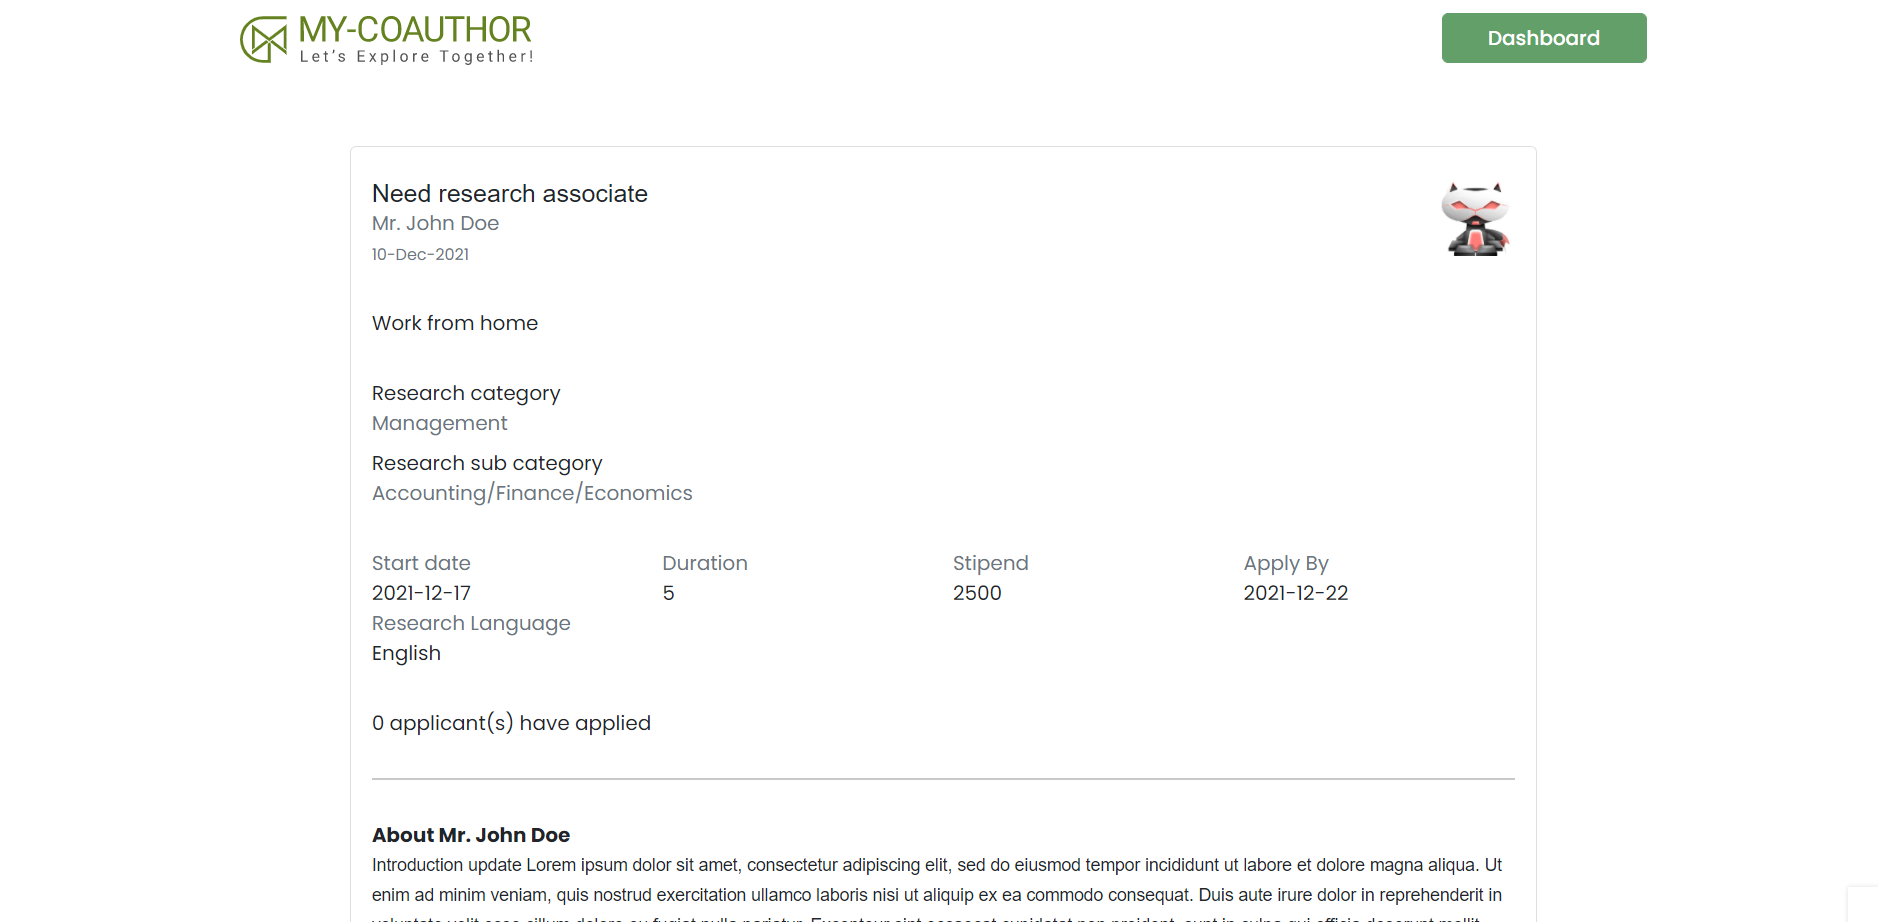 MY-COAUTHOR
Let's Explore Together!
Dashboard
Need research associate
Mr. John Doe
10-Dec-2021
Work from home
Research category
Management
Research sub category
Accounting/Finance/Economics
Start date Duration Stipend Apply By
2021-12-17 5 2500 2021-12-22
Research Language
English
0 applicant(s) have applied
About Mr. John Doe
Introduction update Lorem ipsum dolor sit amet, consectetur adipiscing elit, sed do eiusmod tempor incididunt ut labore et dolore magna aliqua. Ut
enim ad minim veniam, quis nostrud exercitation ullamco laboris nisi ut aliquip ex ea commodo consequat. Duis aute irure dolor in reprehenderit in